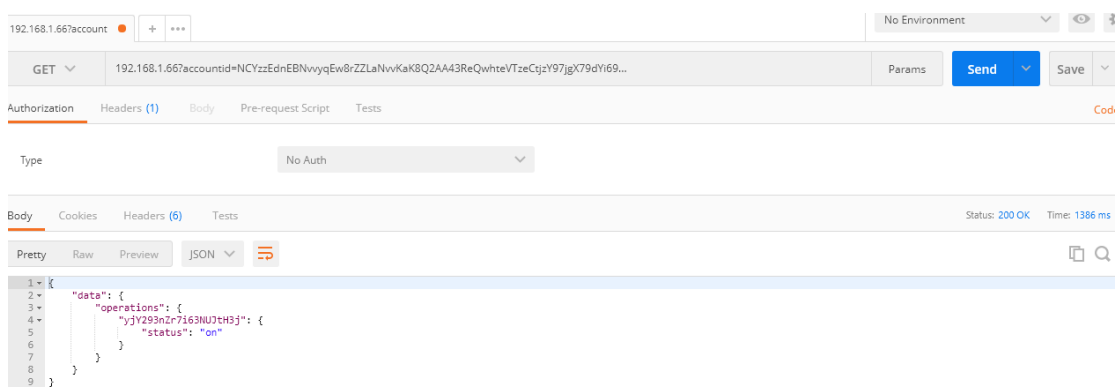 192.168.1.66?account
No Environment
GET
192.168.1.66?accountid=NCYzzEdnEBNvvyqEw8rZZLaNvvKaK8Q2AA43ReQwhteVTzeCtjzY97jgX79dYi69...
Params
Send
Save
Authorization Headers (1) Body Pre-request Script Tests
Code
Type
No Auth
Body Cookies Headers (6) Tests
Status: 200 OK Time: 1386 ms
Pretty Raw Preview JSON
1 {
2 "data": {
3 "operations": {
4 "yjY293nZr7i63NUJtH3j": {
5 "status": "on"
6 }
7 }
8 }
9 }